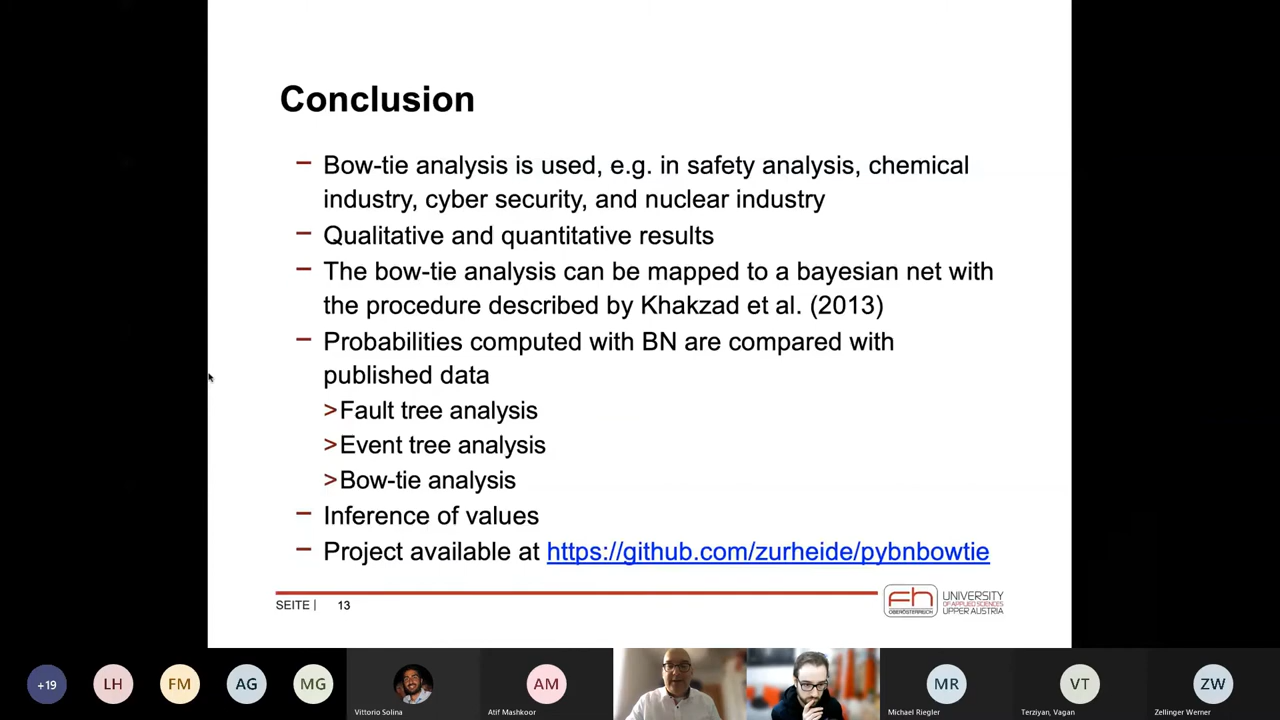 Conclusion
– Bow-tie analysis is used, e.g. in safety analysis, chemical
industry, cyber security, and nuclear industry
– Qualitative and quantitative results
– The bow-tie analysis can be mapped to a bayesian net with
the procedure described by Khakzad et al. (2013)
– Probabilities computed with BN are compared with
published data
>Fault tree analysis
>Event tree analysis
>Bow-tie analysis
– Inference of values
– Project available at https://github.com/zurheide/pybnbowtie
SEITE | 13
fh
OBERÖSTERREICH
UNIVERSITY
OF APPLIED SCIENCES
UPPER AUSTRIA
+19
LH
FM
AG
MG
Vittorio Solina
AM
Atif Mashkoor
MR
Michael Riegler
VT
Terziyan, Vagan
ZW
Zellinger Werner